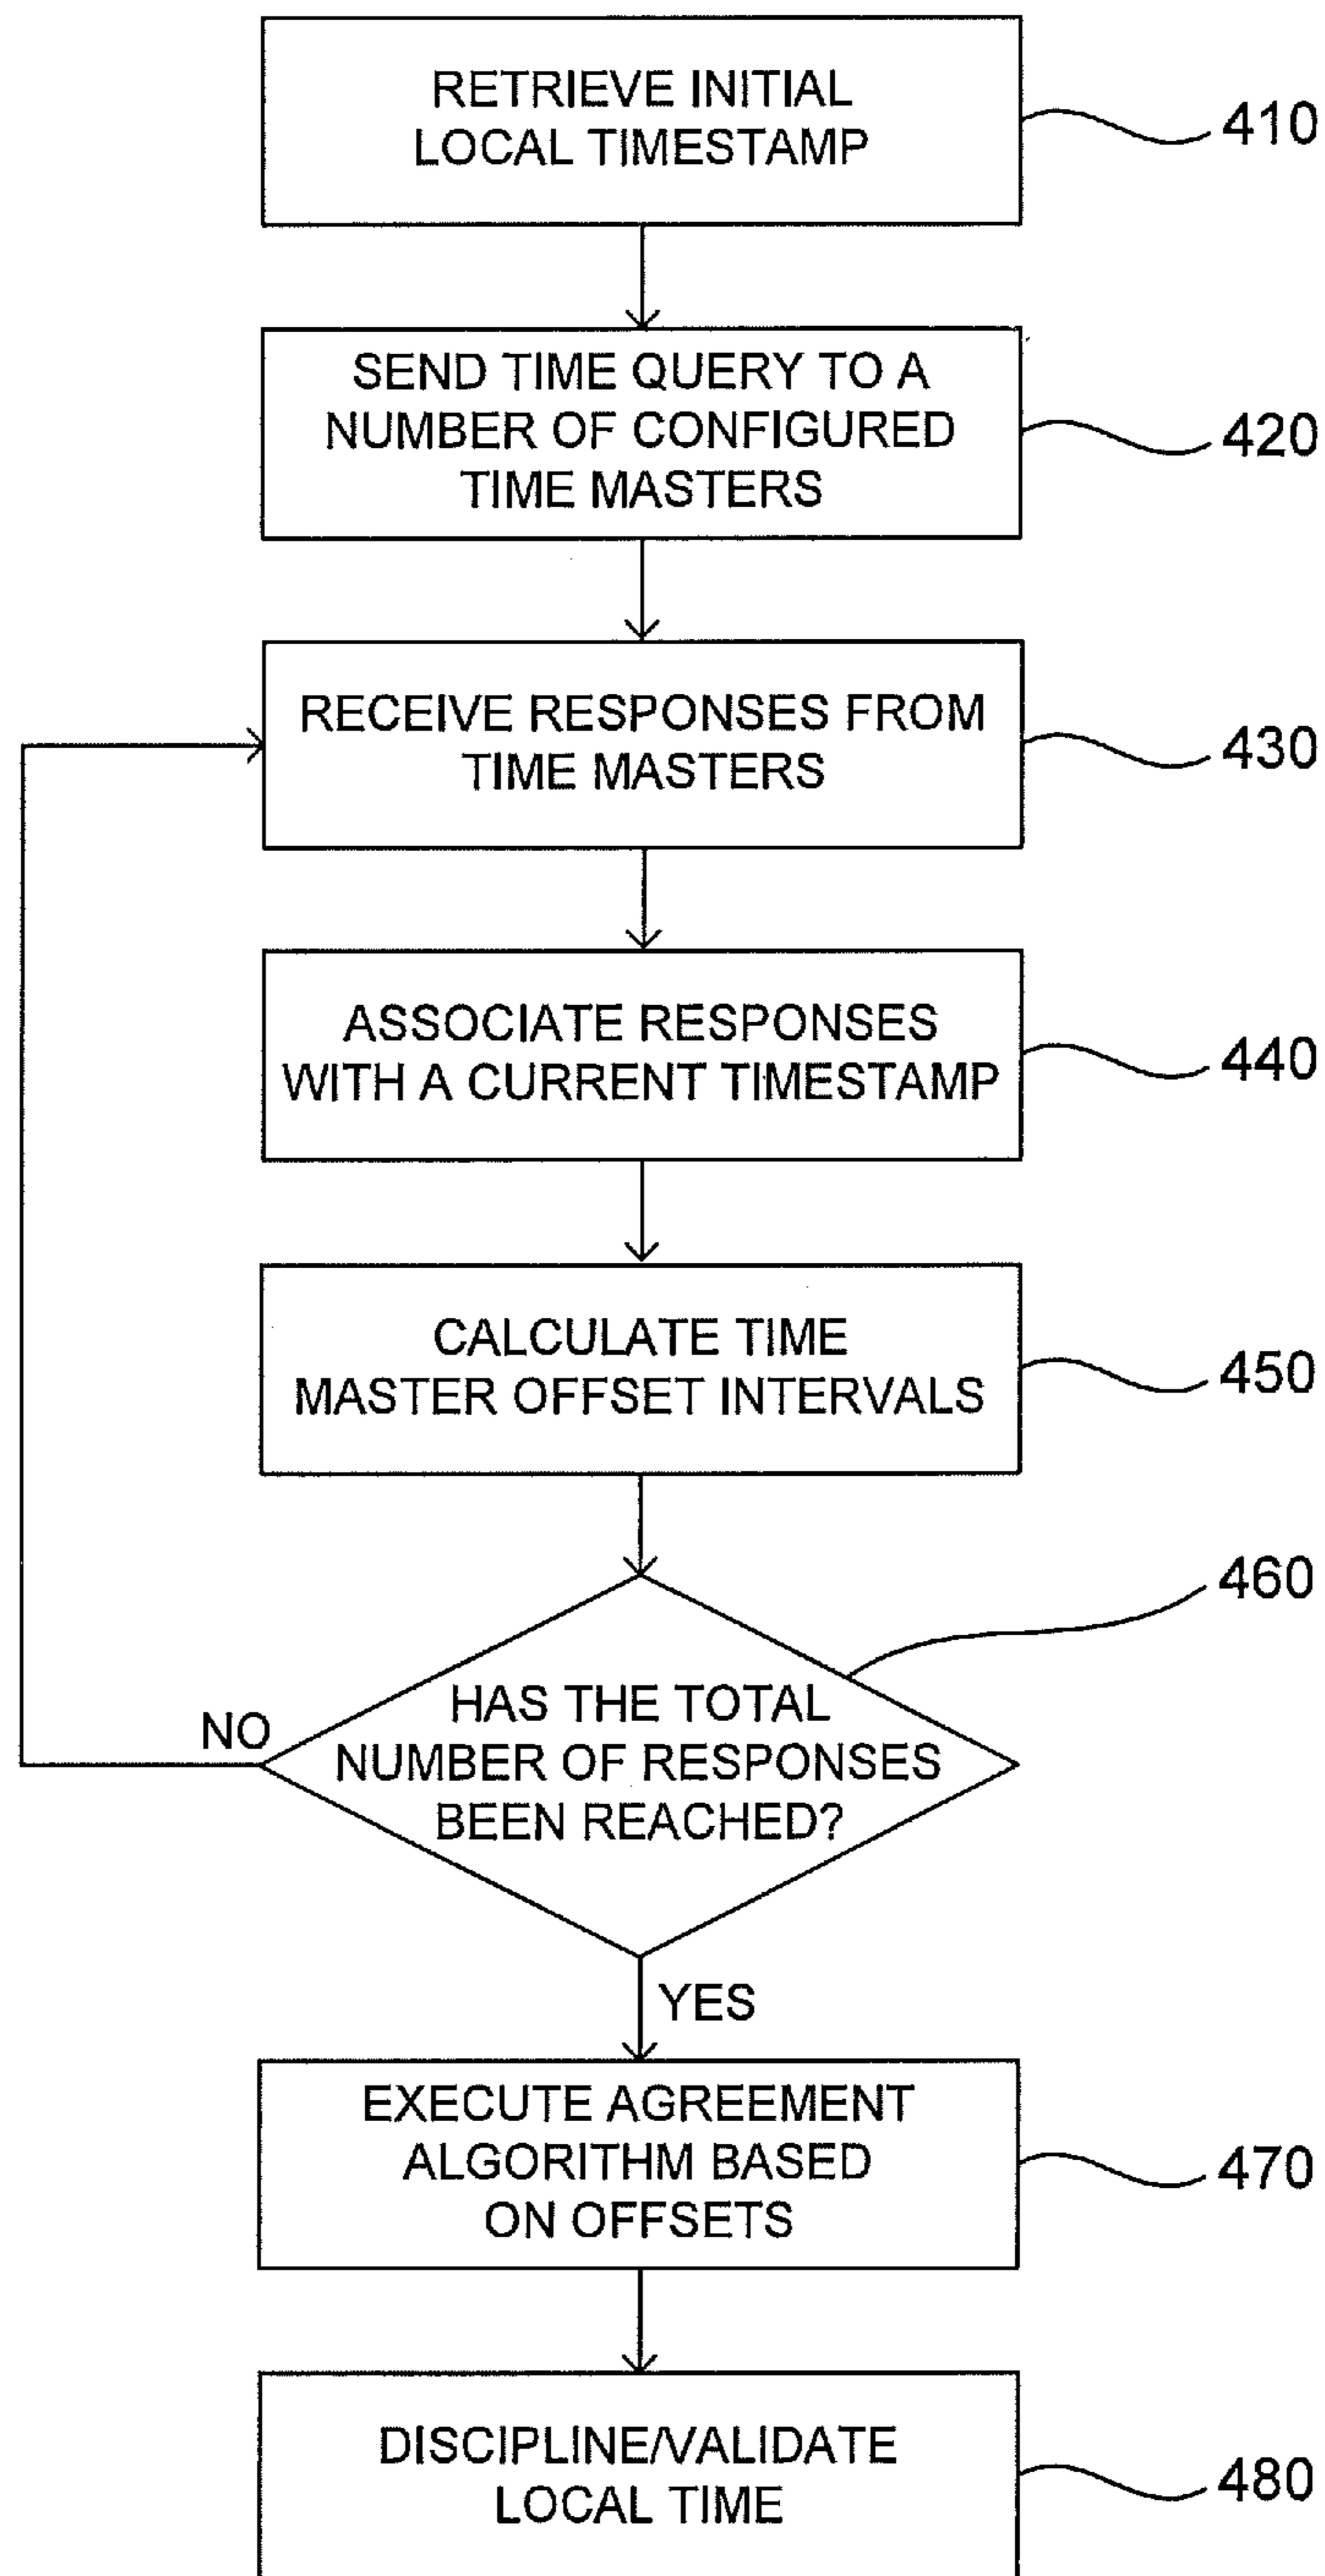 RETRIEVE INITIAL
LOCAL TIMESTAMP
410
SEND TIME QUERY TO A
NUMBER OF CONFIGURED
TIME MASTERS
420
RECEIVE RESPONSES FROM
TIME MASTERS
430
ASSOCIATE RESPONSES
WITH A CURRENT TIMESTAMP
440
CALCULATE TIME
MASTER OFFSET INTERVALS
450
460
HAS THE TOTAL
NUMBER OF RESPONSES
BEEN REACHED?
NO
YES
EXECUTE AGREEMENT
ALGORITHM BASED
ON OFFSETS
470
DISCIPLINE/VALIDATE
LOCAL TIME
480